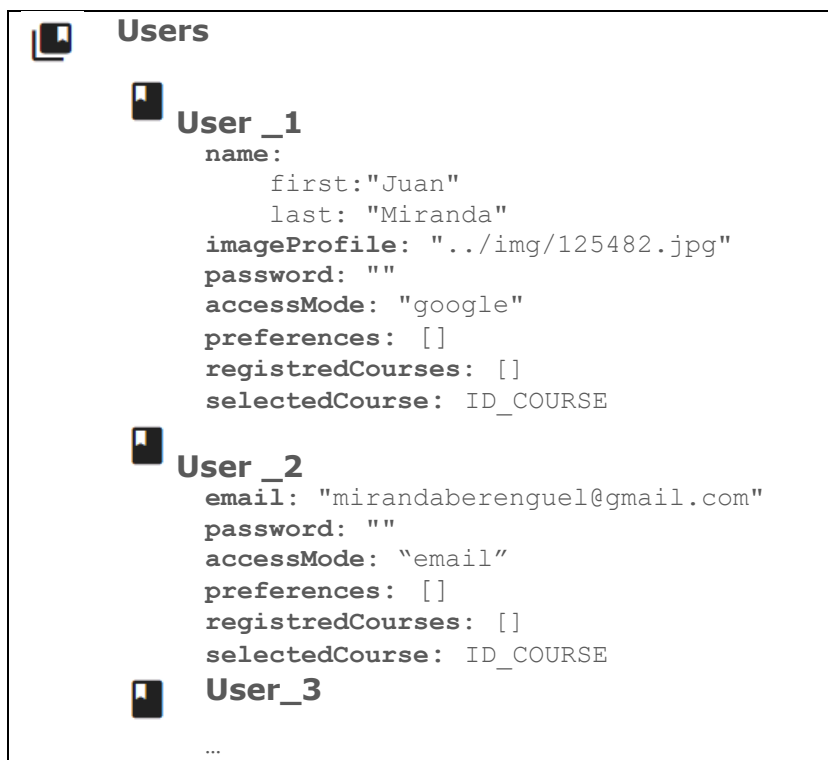 Users
User _1
name:
first:"Juan"
last: "Miranda"
imageProfile: "../img/125482.jpg"
password: ""
accessMode: "google"
preferences: []
registredCourses: []
selectedCourse: ID_COURSE
User _2
email: "mirandaberenguel@gmail.com"
password: ""
accessMode: “email”
preferences: []
registredCourses: []
selectedCourse: ID_COURSE
User_3
…